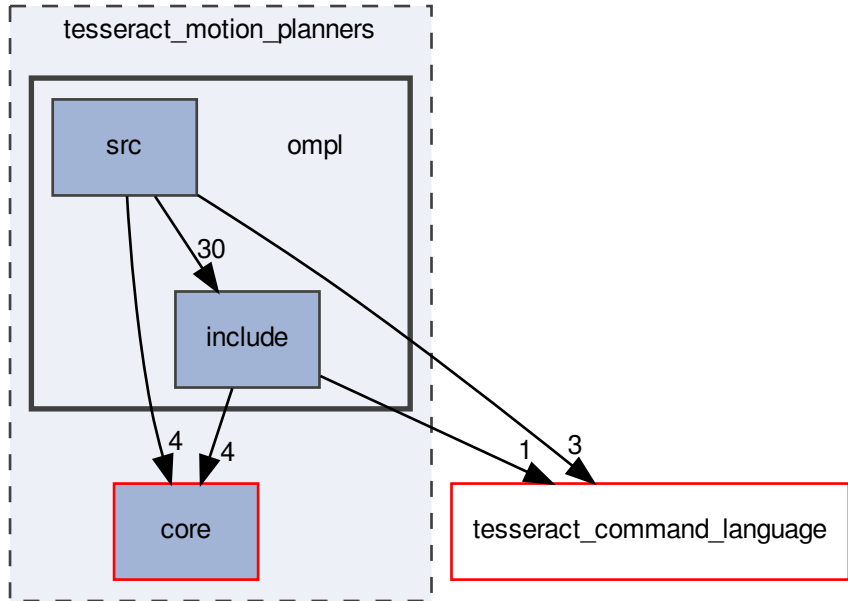 tesseract_motion_planners
src
ompl
30
include
4
4
1
3
core
tesseract_command_language